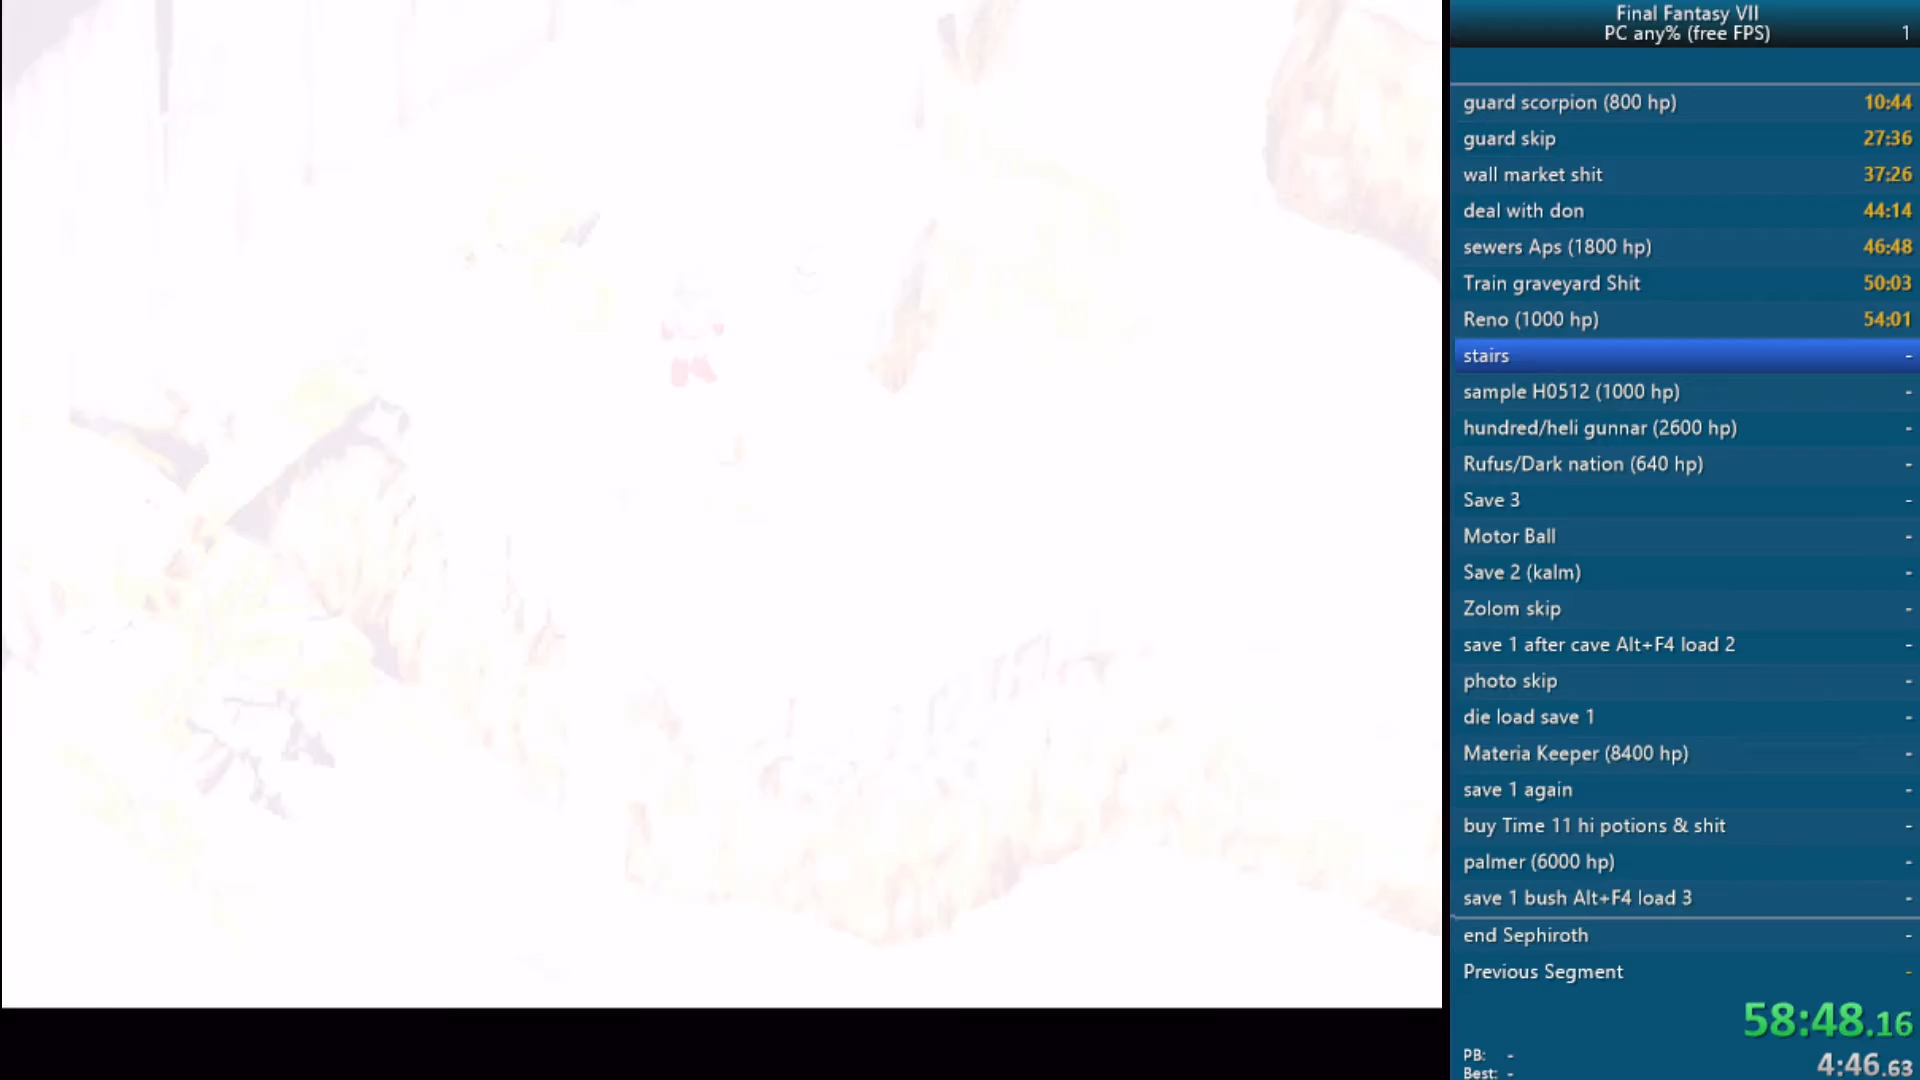 Final Fantasy VII
PC any% (free FPS) 1
guard scorpion (800 hp) 10:44
guard skip 27:36
wall market shit 37:26
deal with don 44:14
sewers Aps (1800 hp) 46:48
Train graveyard Shit 50:03
Reno (1000 hp) 54:01
stairs -
sample H0512 (1000 hp) -
hundred/heli gunnar (2600 hp) -
Rufus/Dark nation (640 hp) -
Save 3 -
Motor Ball -
Save 2 (kalm) -
Zolom skip -
save 1 after cave Alt+F4 load 2 -
photo skip -
die load save 1 -
Materia Keeper (8400 hp) -
save 1 again -
buy Time 11 hi potions & shit -
palmer (6000 hp) -
save 1 bush Alt+F4 load 3 -
end Sephiroth -
Previous Segment -
58:48.16
PB: -
Best: - 4:46.63